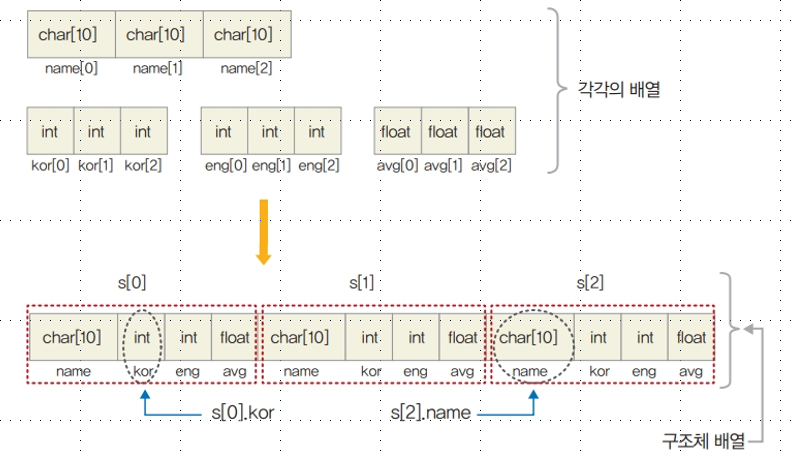 char[10] char[10] char[10]
name[0] name[1] name[2]
각각의 배열
int int int int int int float float float
kor[0] kor[1] kor[2] eng[0] eng[1] eng[2] avg[0] avg[1] avg[2]
s[0] s[1] s[2]
char[10] int int float char[10] int int float char[10] int int float
name kor eng avg name kor eng avg name kor eng avg
s[0].kor s[2].name
구조체 배열